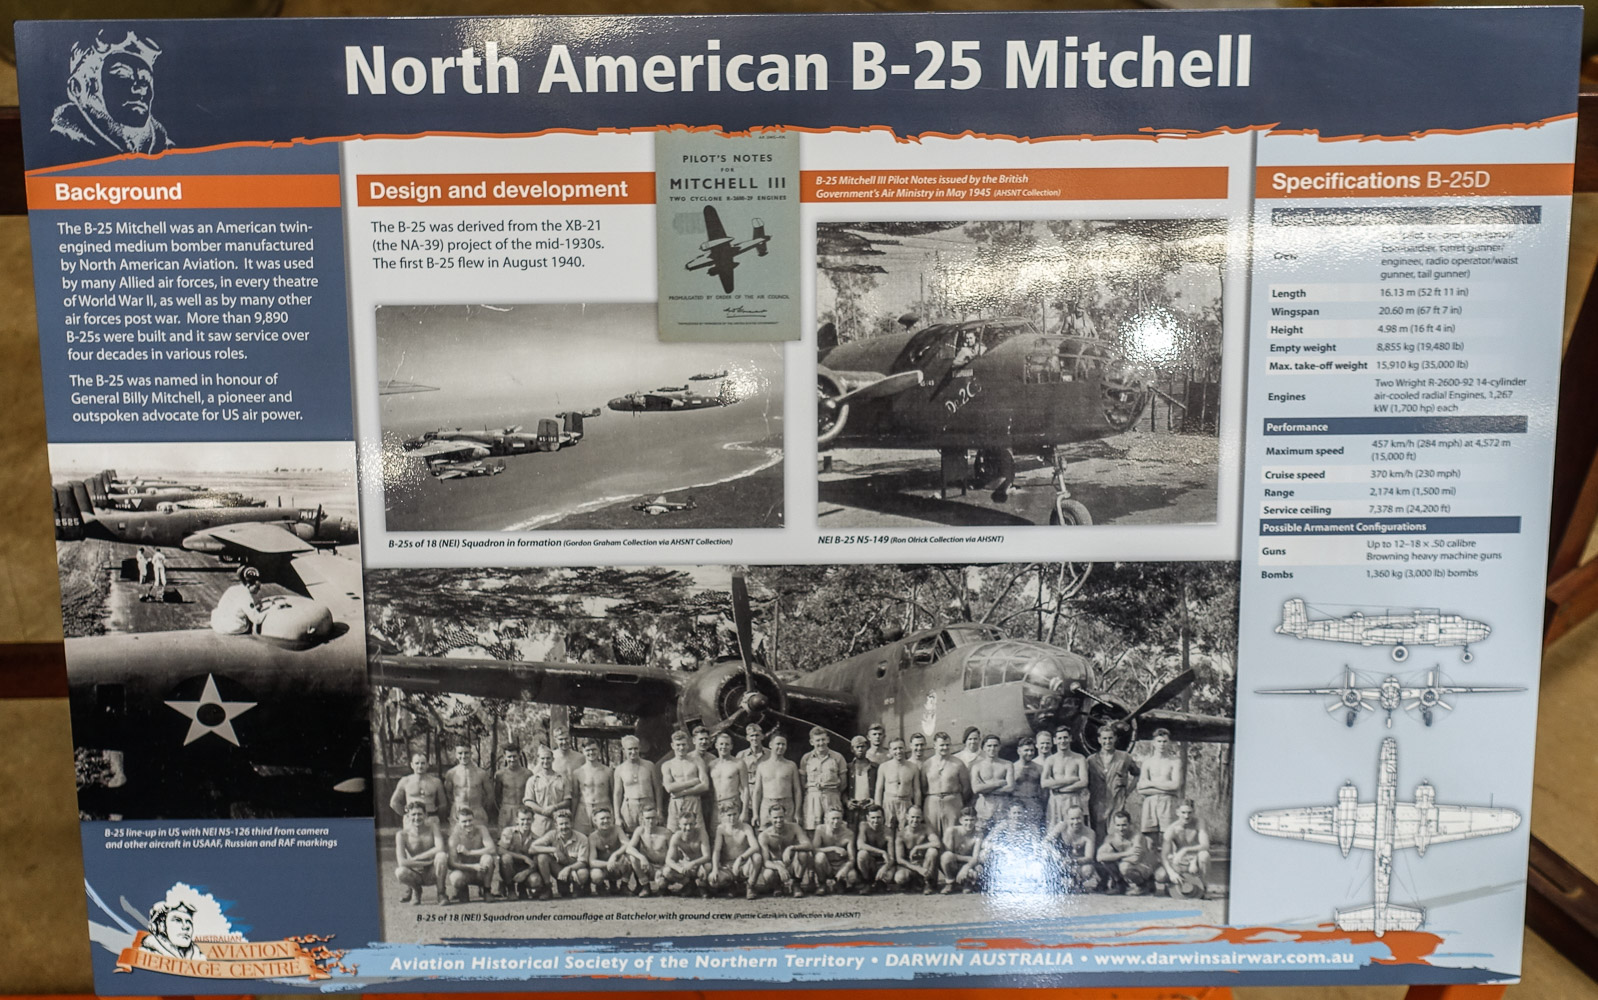 North American B-25 Mitchell
Background
The B-25 Mitchell was an American twin-
engined medium bomber manufactured
by North American Aviation. It was used
by many Allied air forces, in every theatre
of World War II, as well as by many other
air forces post war. More than 9,890
B-25s were built and it saw service over
four decades in various roles.
The B-25 was named in honour of
General Billy Mitchell, a pioneer and
outspoken advocate for US air power.
B-25 line-up in US with NEI N5-126 third from camera
and other aircraft in USAAF, Russian and RAF markings
Design and development
The B-25 was derived from the XB-21
(the NA-39) project of the mid-1930s.
The first B-25 flew in August 1940.
PILOT'S NOTES
FOR
MITCHELL III
TWO CYCLONE R-2600-29 ENGINES
PROMULGATED BY ORDER OF THE AIR COUNCIL
B-25 Mitchell III Pilot Notes issued by the British
Government's Air Ministry in May 1945 (AHSNT Collection)
B-25s of 18 (NEI) Squadron in formation (Gordon Graham Collection via AHSNT Collection)
NEI B-25 N5-149 (Ron Olrick Collection via AHSNT)
B-25 of 18 (NEI) Squadron under camouflage at Batchelor with ground crew
Specifications B-25D
engineer, radio operator/waist
gunner, tail gunner)
Length 16.13 m (52 ft 11 in)
Wingspan 20.60 m (67 ft 7 in)
Height 4.98 m (16 ft 4 in)
Empty weight 8,855 kg (19,480 lb)
Max. take-off weight 15,910 kg (35,000 lb)
Engines Two Wright R-2600-92 14-cylinder
air-cooled radial Engines, 1,267
kW (1,700 hp) each
Performance
Maximum speed 457 km/h (284 mph) at 4,572 m
(15,000 ft)
Cruise speed 370 km/h (230 mph)
Range 2,174 km (1,500 mi)
Service ceiling 7,378 m (24,200 ft)
Possible Armament Configurations
Guns Up to 12–18 × .50 calibre
Browning heavy machine guns
Bombs 1,360 kg (3,000 lb) bombs
AUSTRALIAN
AVIATION
HERITAGE CENTRE
Aviation Historical Society of the Northern Territory • DARWIN AUSTRALIA • www.darwinsairwar.com.au